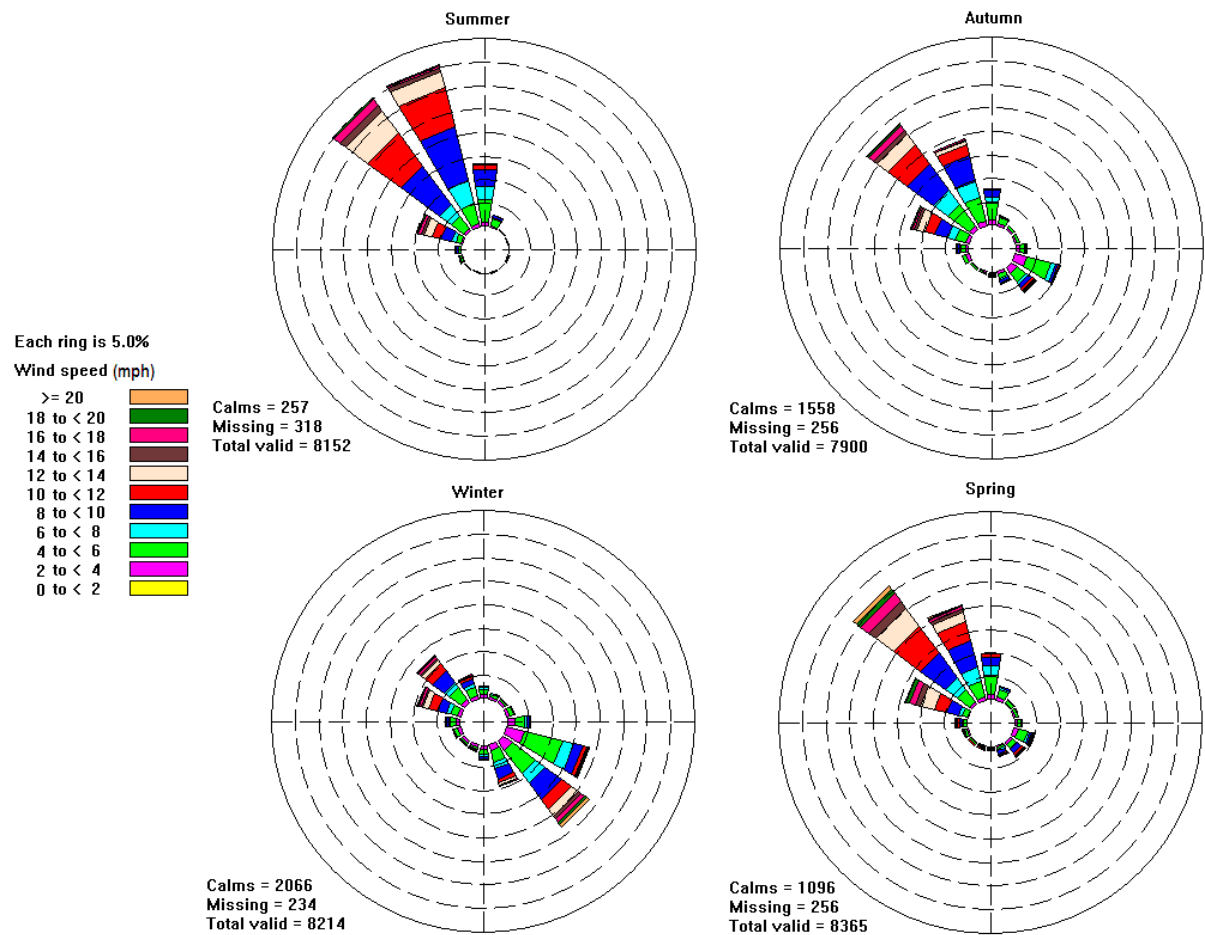 Summer
Autumn
Each ring is 5.0%
Wind speed (mph)
>= 20
18 to < 20
16 to < 18
14 to < 16
12 to < 14
10 to < 12
8 to < 10
6 to < 8
4 to < 6
2 to < 4
0 to < 2
Calms = 257
Missing = 318
Total valid = 8152
Calms = 1558
Missing = 256
Total valid = 7900
Winter
Spring
Calms = 2066
Missing = 234
Total valid = 8214
Calms = 1096
Missing = 256
Total valid = 8365